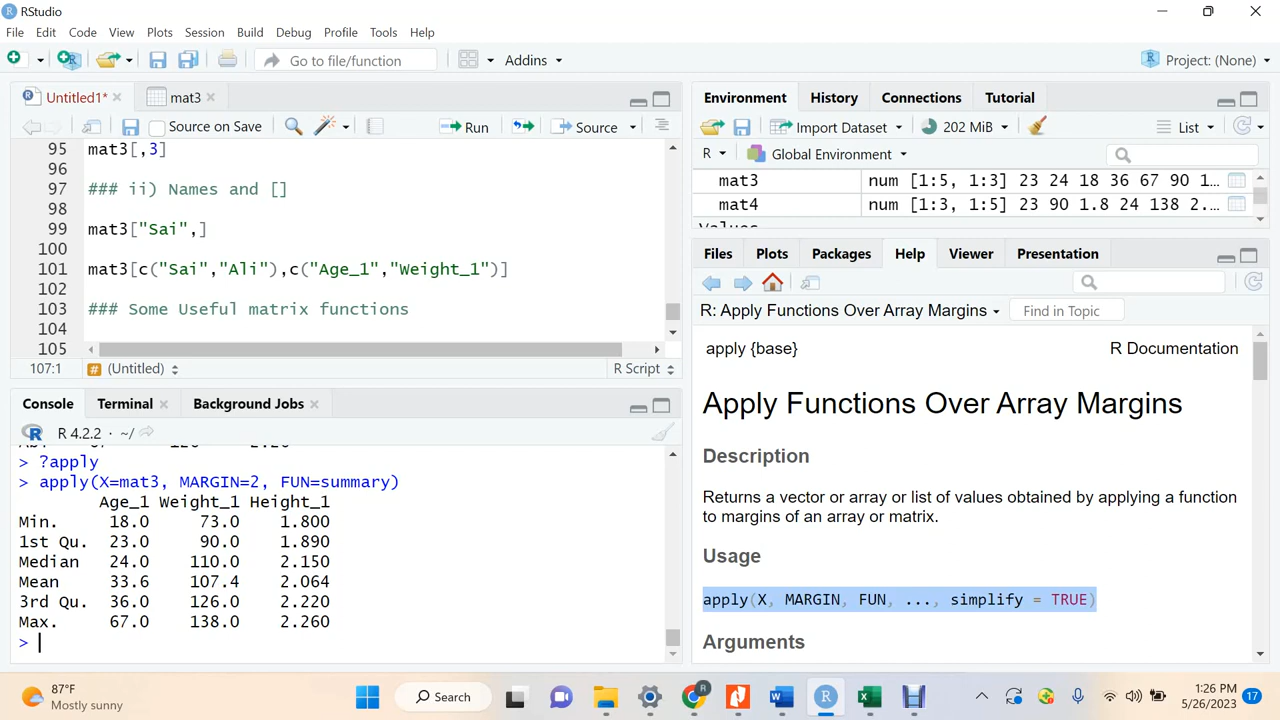 RStudio
File Edit Code View Plots Session Build Debug Profile Tools Help
Go to file/function Addins Project: (None)
Untitled1* mat3
Source on Save Run Source
95 mat3[,3]
96
97 ### ii) Names and []
98
99 mat3["Sai",]
100
101 mat3[c("Sai","Ali"),c("Age_1","Weight_1")]
102
103 ### Some Useful matrix functions
104
105
107:1 # (Untitled) R Script
Console Terminal Background Jobs
R 4.2.2 · ~/
> ?apply
> apply(X=mat3, MARGIN=2, FUN=summary)
Age_1 Weight_1 Height_1
Min. 18.0 73.0 1.800
1st Qu. 23.0 90.0 1.890
Median 24.0 110.0 2.150
Mean 33.6 107.4 2.064
3rd Qu. 36.0 126.0 2.220
Max. 67.0 138.0 2.260
>
Environment History Connections Tutorial
Import Dataset 202 MiB List
R Global Environment
mat3 num [1:5, 1:3] 23 24 18 36 67 90 1...
mat4 num [1:3, 1:5] 23 90 1.8 24 138 2...
Values
Files Plots Packages Help Viewer Presentation
R: Apply Functions Over Array Margins Find in Topic
apply {base} R Documentation
Apply Functions Over Array Margins
Description
Returns a vector or array or list of values obtained by applying a function
to margins of an array or matrix.
Usage
apply(X, MARGIN, FUN, ..., simplify = TRUE)
Arguments
87°F
Mostly sunny
Search
1:26 PM
5/26/2023
17